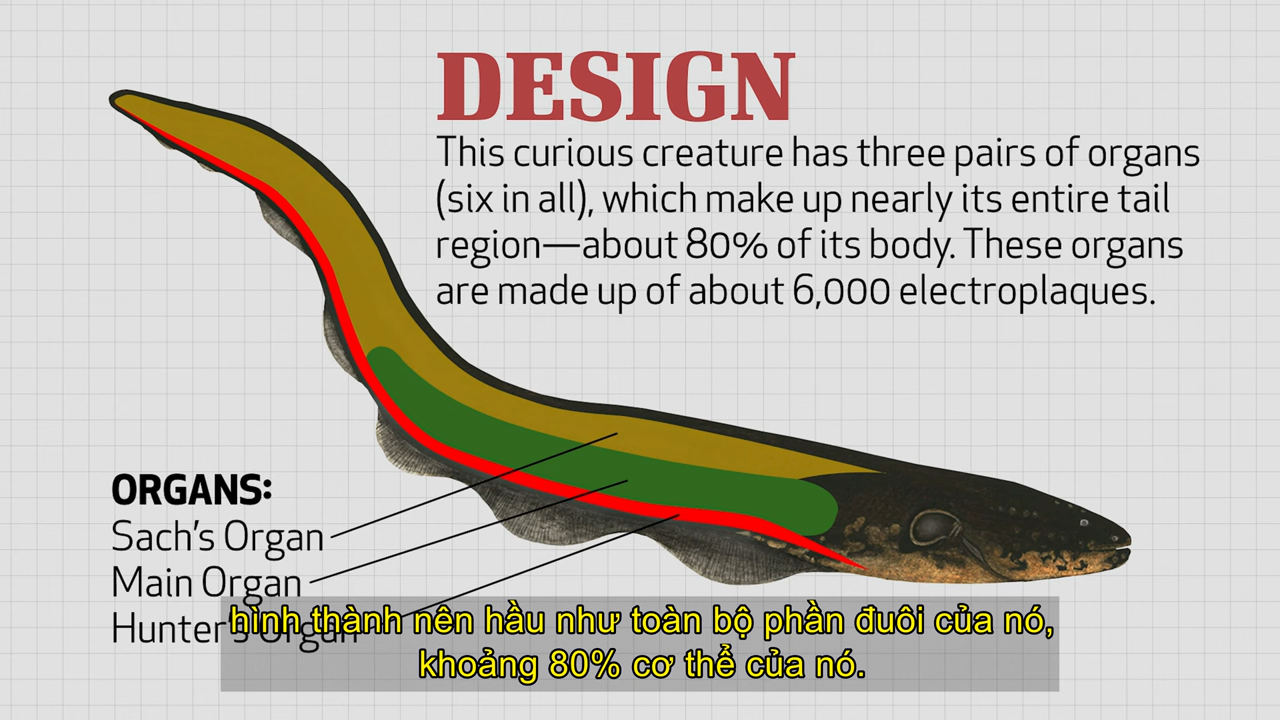 DESIGN
This curious creature has three pairs of organs
(six in all), which make up nearly its entire tail
region—about 80% of its body. These organs
are made up of about 6,000 electroplaques.
ORGANS:
Sach's Organ
Main Organ
Hunter's Organ
hình thành nên hầu như toàn bộ phần đuôi của nó,
khoảng 80% cơ thể của nó.